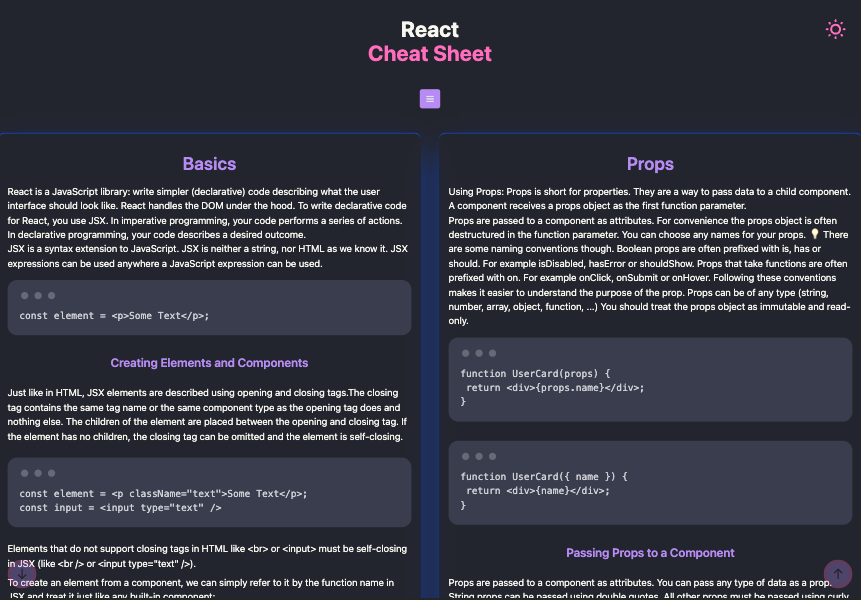 React
Cheat Sheet
Basics
React is a JavaScript library: write simpler (declarative) code describing what the user
interface should look like. React handles the DOM under the hood. To write declarative code
for React, you use JSX. In imperative programming, your code performs a series of actions.
In declarative programming, your code describes a desired outcome.
JSX is a syntax extension to JavaScript. JSX is neither a string, nor HTML as we know it. JSX
expressions can be used anywhere a JavaScript expression can be used.
const element = <p>Some Text</p>;
Creating Elements and Components
Just like in HTML, JSX elements are described using opening and closing tags.The closing
tag contains the same tag name or the same component type as the opening tag does and
nothing else. The children of the element are placed between the opening and closing tag. If
the element has no children, the closing tag can be omitted and the element is self-closing.
const element = <p className="text">Some Text</p>;
const input = <input type="text" />
Elements that do not support closing tags in HTML like <br> or <input> must be self-closing
in JSX (like <br /> or <input type="text" />).
To create an element from a component, we can simply refer to it by the function name in
JSX and treat it just like any built-in component:
Props
Using Props: Props is short for properties. They are a way to pass data to a child component.
A component receives a props object as the first function parameter.
Props are passed to a component as attributes. For convenience the props object is often
destructured in the function parameter. You can choose any names for your props. 💡 There
are some naming conventions though. Boolean props are often prefixed with is, has or
should. For example isDisabled, hasError or shouldShow. Props that take functions are often
prefixed with on. For example onClick, onSubmit or onHover. Following these conventions
makes it easier to understand the purpose of the prop. Props can be of any type (string,
number, array, object, function, ...) You should treat the props object as immutable and read-
only.
function UserCard(props) {
return <div>{props.name}</div>;
}
function UserCard({ name }) {
return <div>{name}</div>;
}
Passing Props to a Component
Props are passed to a component as attributes. You can pass any type of data as a prop.
String props can be passed using double quotes. All other props must be passed using curly